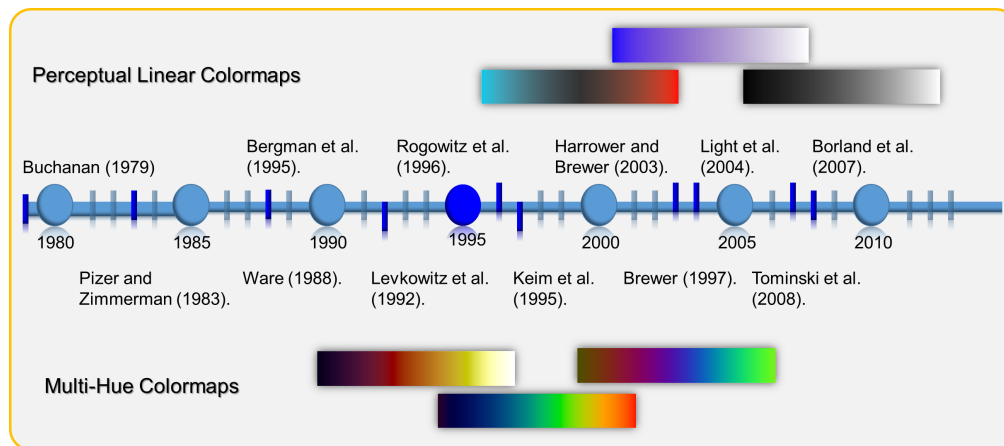 Perceptual Linear Colormaps
Buchanan (1979)
Bergman et al.
(1995).
Rogowitz et al.
(1996).
Harrower and
Brewer (2003).
Light et al.
(2004).
Borland et al.
(2007).
1980
1985
1990
1995
2000
2005
2010
Pizer and
Zimmerman (1983).
Ware (1988).
Levkowitz et al.
(1992).
Keim et al.
(1995).
Brewer (1997).
Tominski et al.
(2008).
Multi-Hue Colormaps